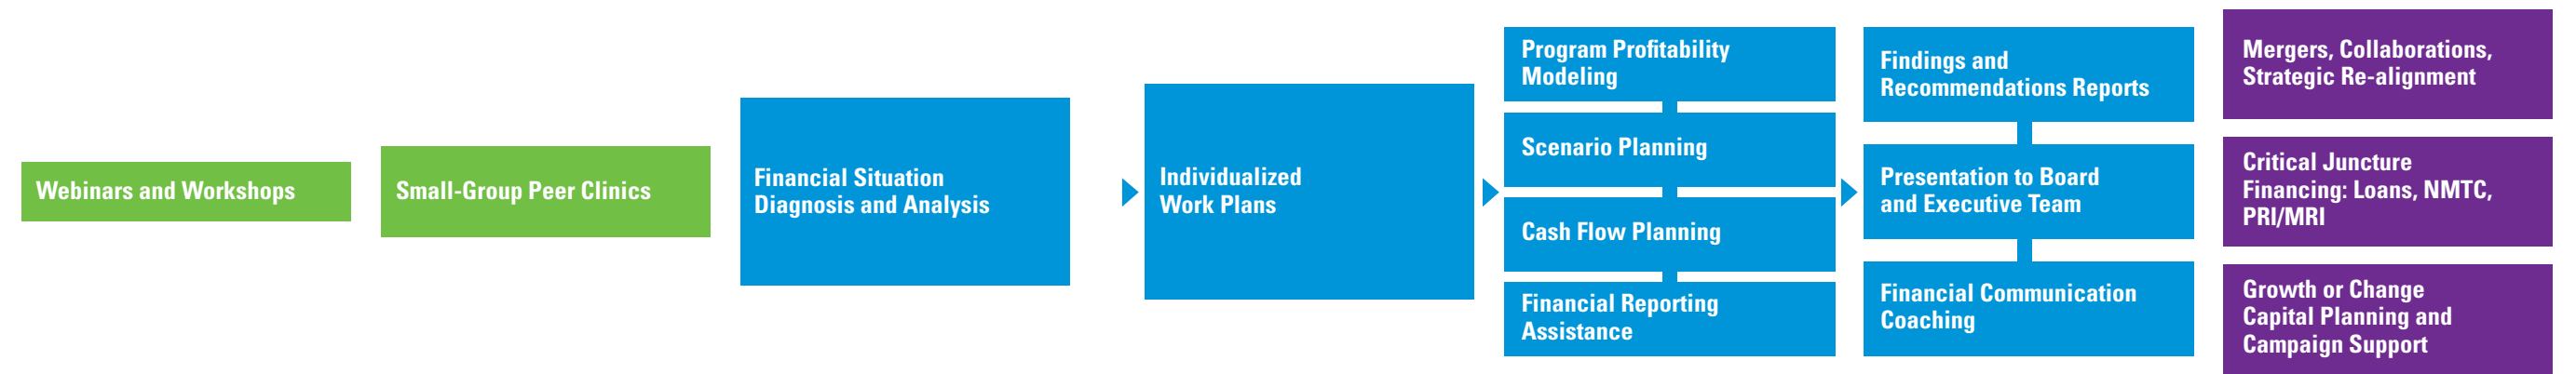 Webinars and Workshops
Small-Group Peer Clinics
Financial Situation
Diagnosis and Analysis
Individualized
Work Plans
Program Profitability
Modeling
Scenario Planning
Cash Flow Planning
Financial Reporting
Assistance
Findings and
Recommendations Reports
Presentation to Board
and Executive Team
Financial Communication
Coaching
Mergers, Collaborations,
Strategic Re-alignment
Critical Juncture
Financing: Loans, NMTC,
PRI/MRI
Growth or Change
Capital Planning and
Campaign Support